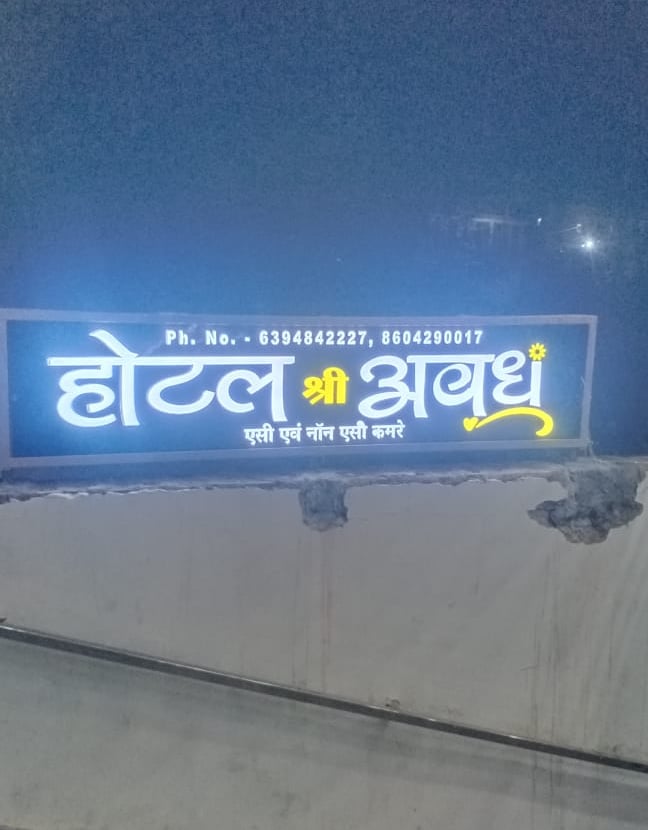 Ph. No. - 6394842227, 8604290017
होटल श्री अवध
एसी एवं नॉन एसी कमरे